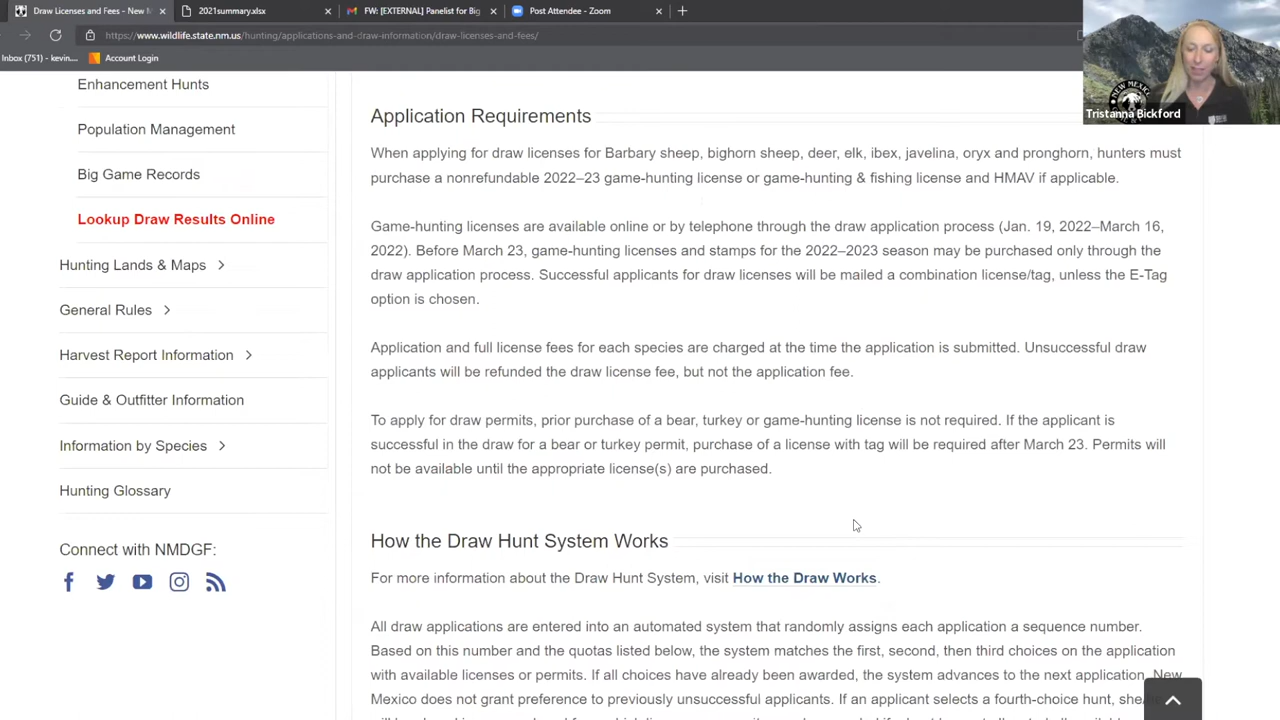 Draw Licenses and Fees - New M
2021summary.xlsx
FW: [EXTERNAL] Panelist for Big
Post Attendee - Zoom
https://www.wildlife.state.nm.us/hunting/applications-and-draw-information/draw-licenses-and-fees/
Inbox (751) - kevin....
Account Login
Tristanna Bickford
Enhancement Hunts
Population Management
Big Game Records
Lookup Draw Results Online
Hunting Lands & Maps
General Rules
Harvest Report Information
Guide & Outfitter Information
Information by Species
Hunting Glossary
Connect with NMDGF:
Application Requirements
When applying for draw licenses for Barbary sheep, bighorn sheep, deer, elk, ibex, javelina, oryx and pronghorn, hunters must
purchase a nonrefundable 2022–23 game-hunting license or game-hunting & fishing license and HMAV if applicable.
Game-hunting licenses are available online or by telephone through the draw application process (Jan. 19, 2022–March 16,
2022). Before March 23, game-hunting licenses and stamps for the 2022–2023 season may be purchased only through the
draw application process. Successful applicants for draw licenses will be mailed a combination license/tag, unless the E-Tag
option is chosen.
Application and full license fees for each species are charged at the time the application is submitted. Unsuccessful draw
applicants will be refunded the draw license fee, but not the application fee.
To apply for draw permits, prior purchase of a bear, turkey or game-hunting license is not required. If the applicant is
successful in the draw for a bear or turkey permit, purchase of a license with tag will be required after March 23. Permits will
not be available until the appropriate license(s) are purchased.
How the Draw Hunt System Works
For more information about the Draw Hunt System, visit How the Draw Works.
All draw applications are entered into an automated system that randomly assigns each application a sequence number.
Based on this number and the quotas listed below, the system matches the first, second, then third choices on the application
with available licenses or permits. If all choices have already been awarded, the system advances to the next application. New
Mexico does not grant preference to previously unsuccessful applicants. If an applicant selects a fourth-choice hunt, she/